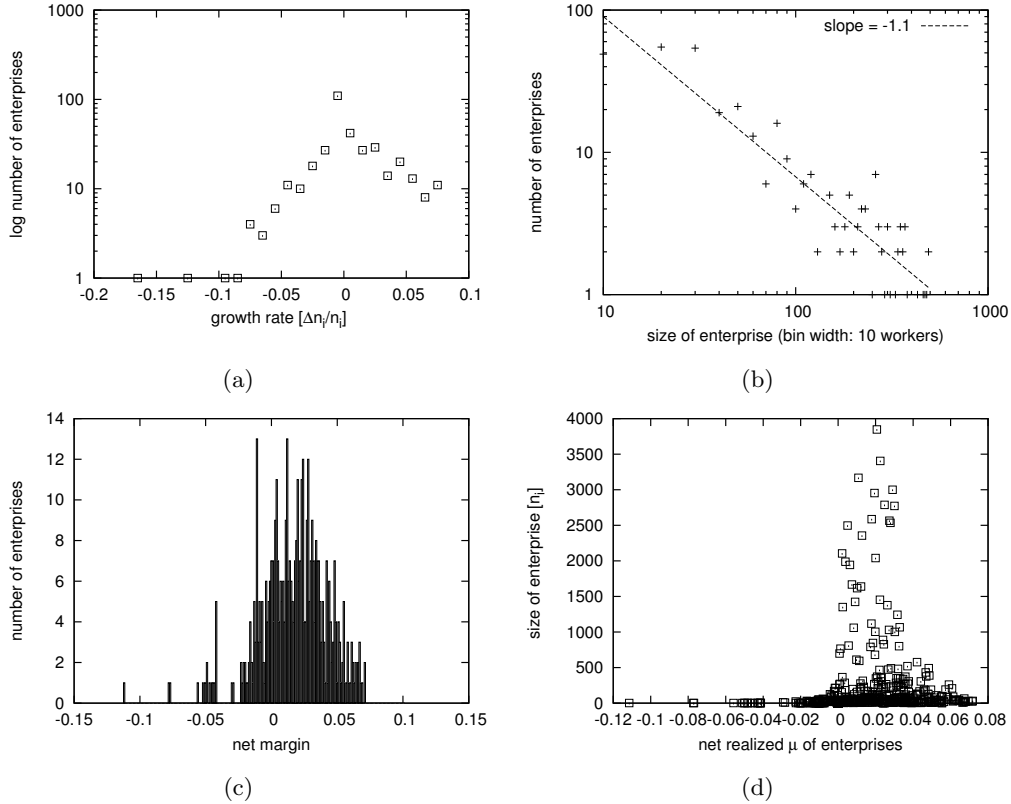 1000
100
10
1
log number of enterprises
-0.2 -0.15 -0.1 -0.05 0 0.05 0.1
growth rate [Δn_i/n_i]
(a)
100
10
1
number of enterprises
slope = -1.1
10 100 1000
size of enterprise (bin width: 10 workers)
(b)
14
12
10
8
6
4
2
0
number of enterprises
-0.15 -0.1 -0.05 0 0.05 0.1 0.15
net margin
(c)
4000
3500
3000
2500
2000
1500
1000
500
0
size of enterprise [n_i]
-0.12 -0.1 -0.08 -0.06 -0.04 -0.02 0 0.02 0.04 0.06 0.08
net realized μ of enterprises
(d)